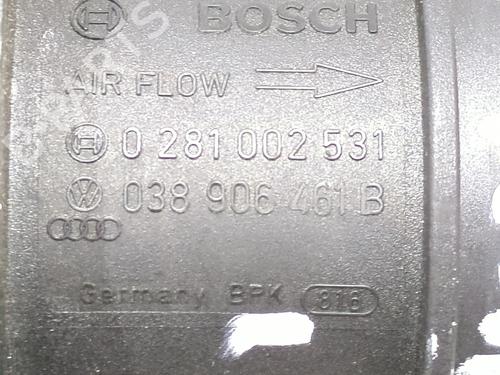 BOSCH
AIR FLOW
0 281 002 531
038 906 461 B
Germany BPK 816